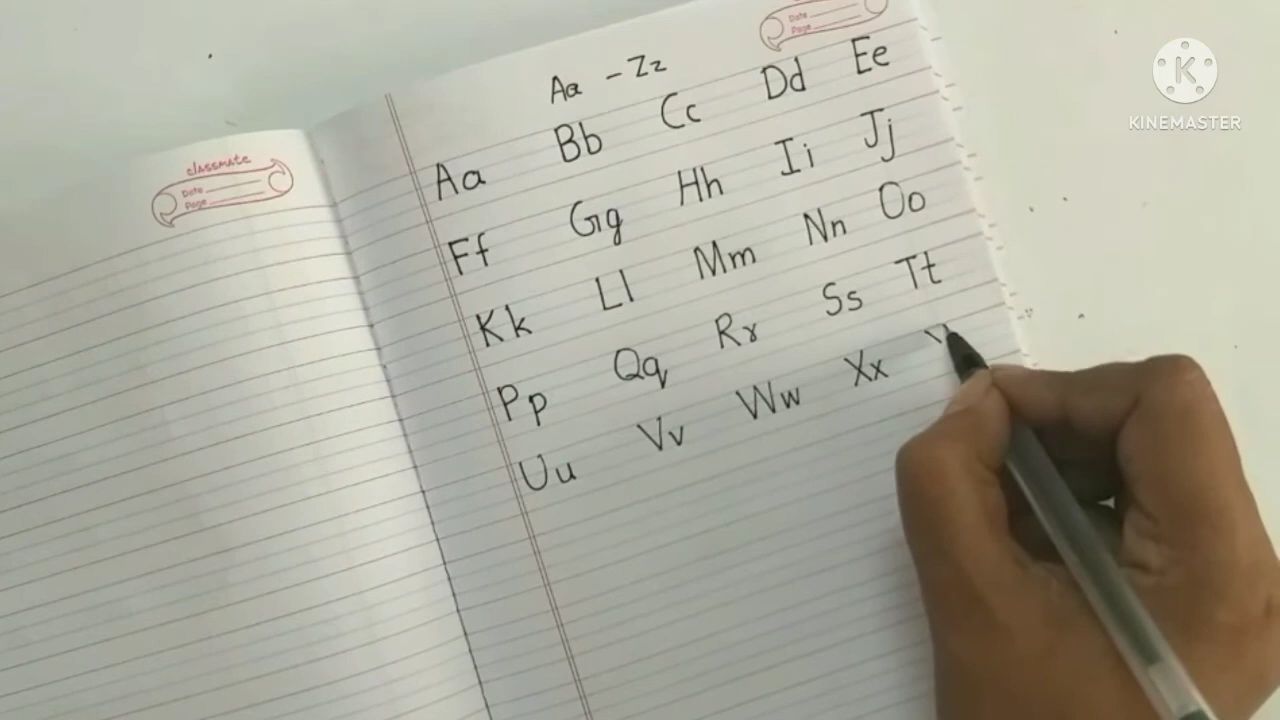 classmate
Date
Page
Date
Page
Aa - Zz
Aa Bb Cc Dd Ee
Ff Gg Hh Ii Jj
Kk Ll Mm Nn Oo
Pp Qq Rr Ss Tt
Uu Vv Ww Xx
K
KINEMASTER